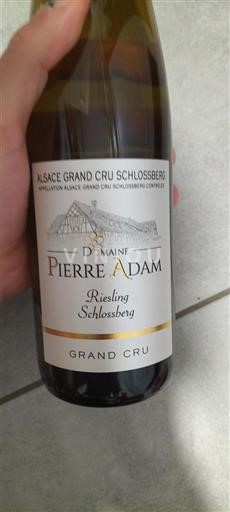 ALSACE GRAND CRU SCHLOSSBERG
APPELLATION ALSACE GRAND CRU SCHLOSSBERG CONTRÔLÉE
DOMAINE
PIERRE ADAM
Riesling
Schlossberg
GRAND CRU